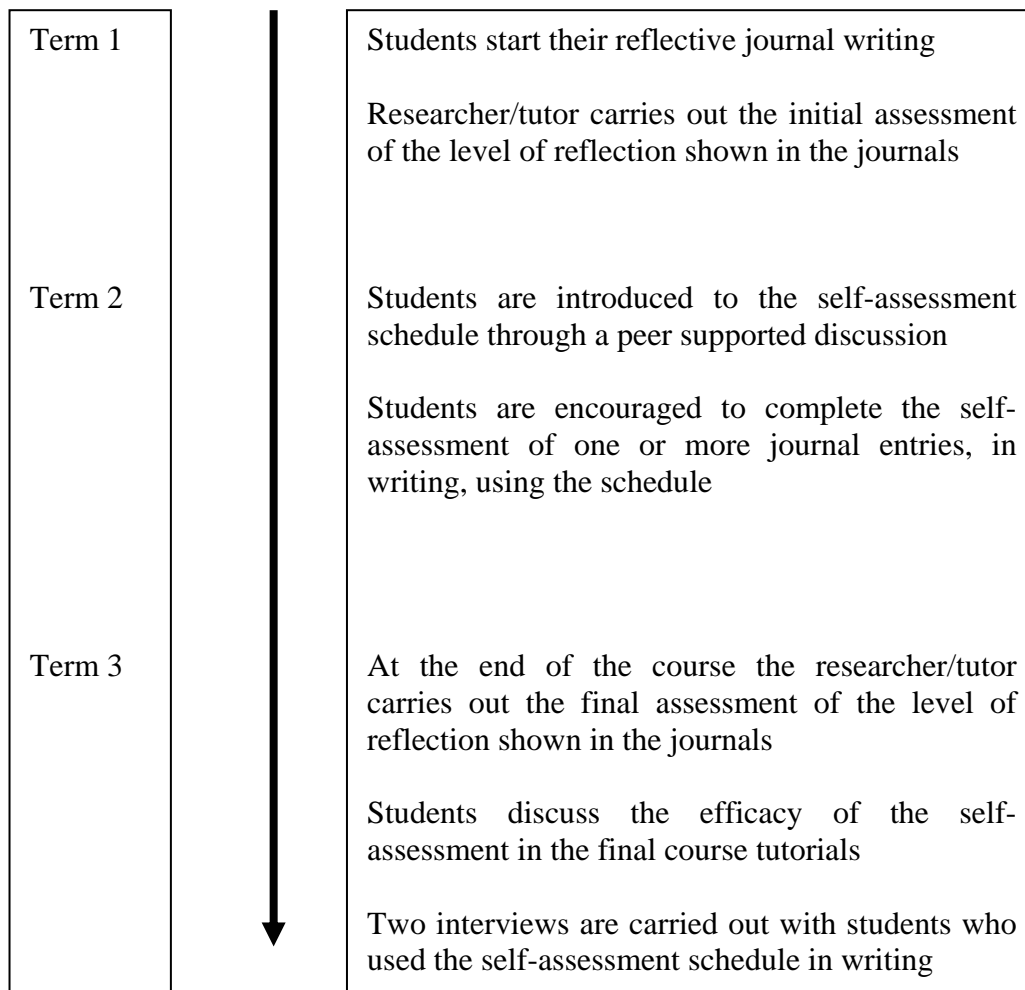 Term 1
Students start their reflective journal writing
Researcher/tutor carries out the initial assessment
of the level of reflection shown in the journals
Term 2
Students are introduced to the self-assessment
schedule through a peer supported discussion
Students are encouraged to complete the self-
assessment of one or more journal entries, in
writing, using the schedule
Term 3
At the end of the course the researcher/tutor
carries out the final assessment of the level of
reflection shown in the journals
Students discuss the efficacy of the self-
assessment in the final course tutorials
Two interviews are carried out with students who
used the self-assessment schedule in writing